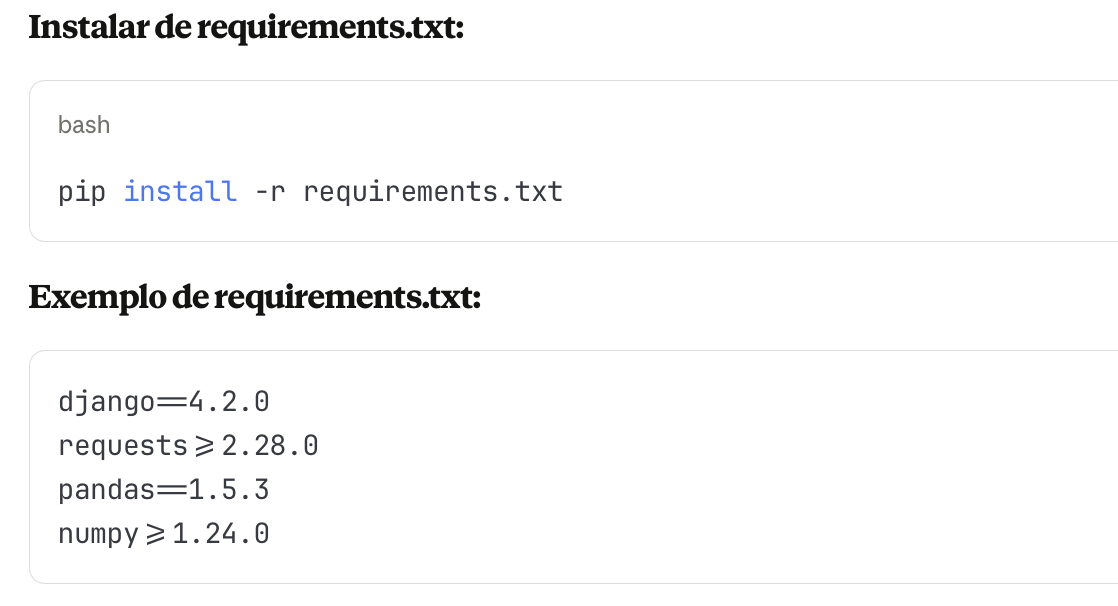 Instalar de requirements.txt:
bash
pip install -r requirements.txt
Exemplo de requirements.txt:
django==4.2.0
requests>=2.28.0
pandas==1.5.3
numpy>=1.24.0